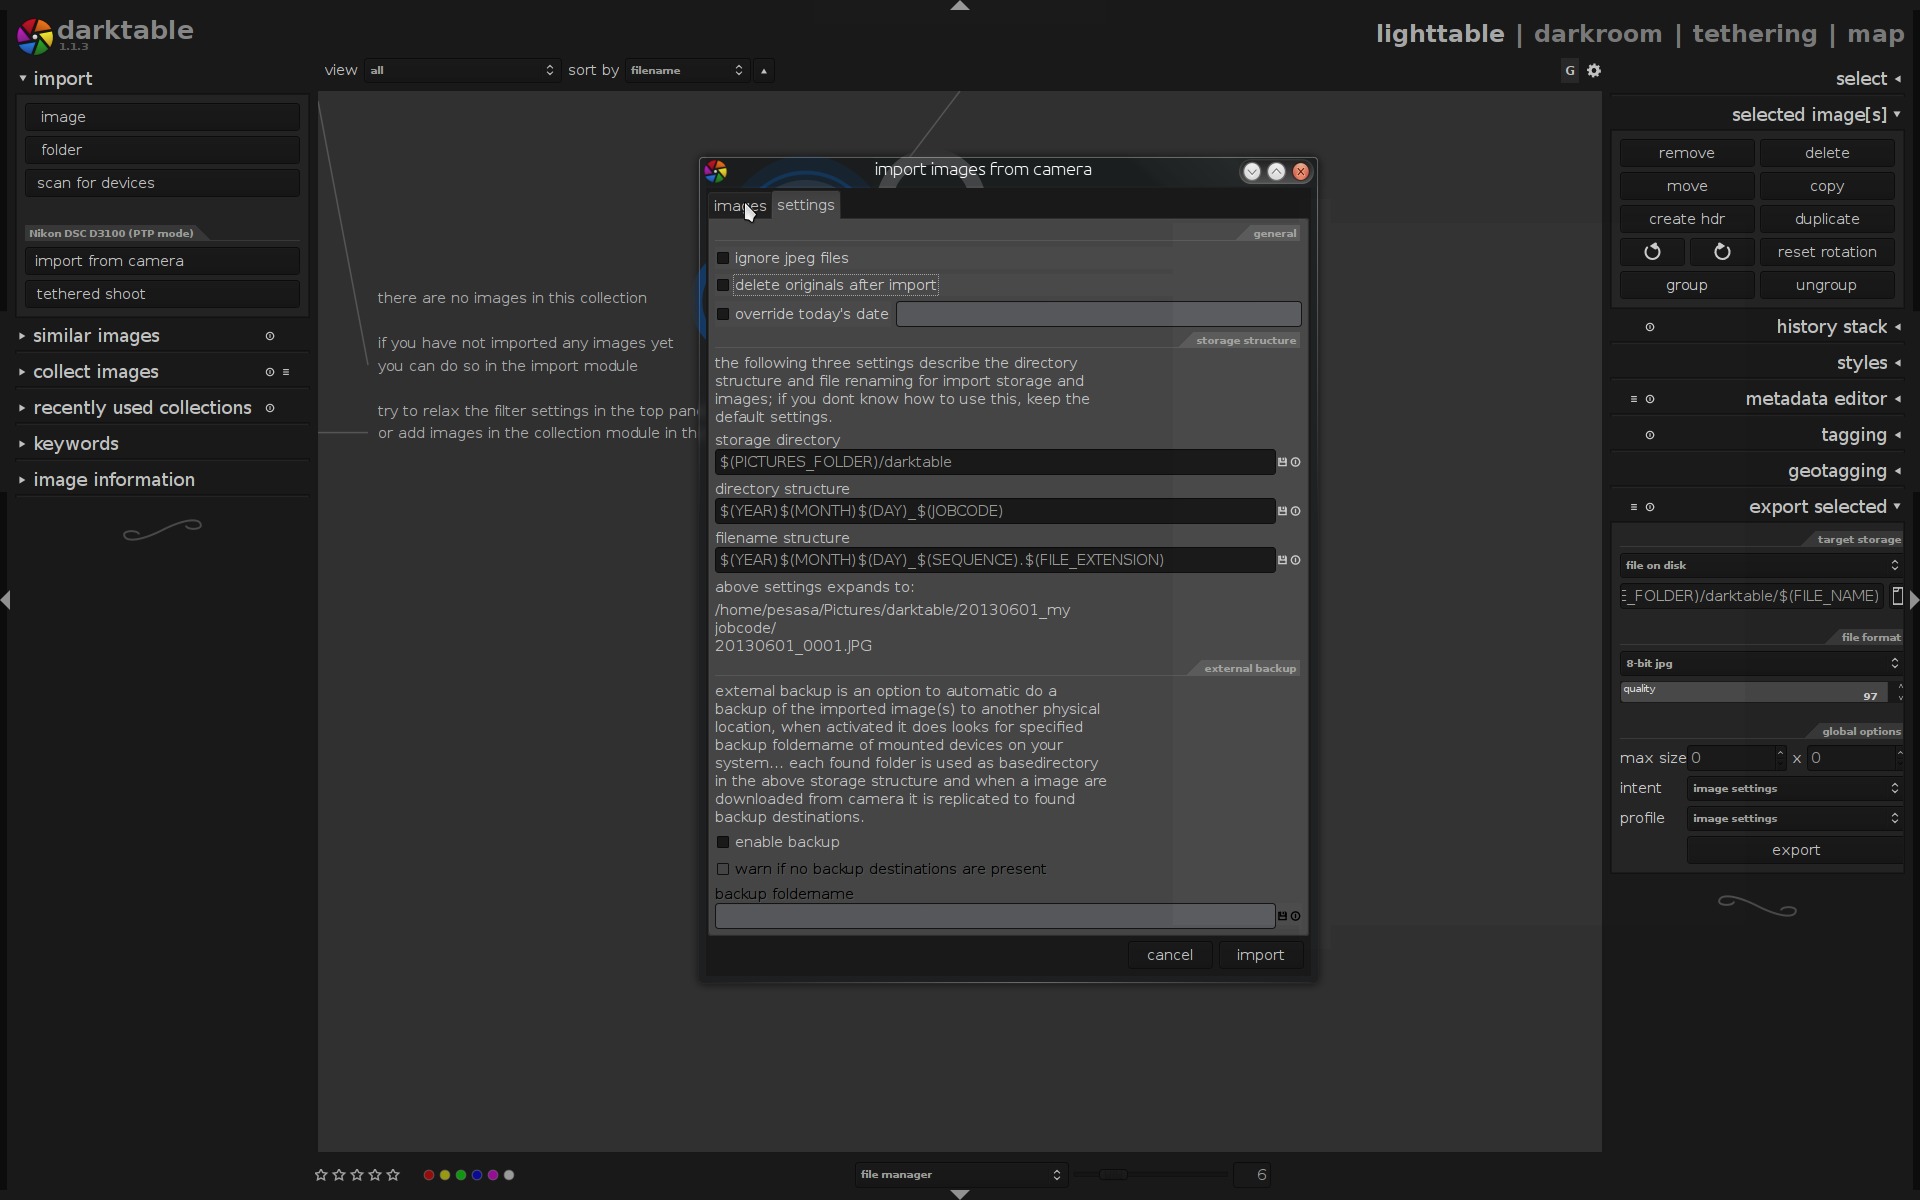 darktable
1.1.3
lighttable | darkroom | tethering | map
import
image
folder
scan for devices
Nikon DSC D3100 (PTP mode)
import from camera
tethered shoot
similar images
collect images
recently used collections
keywords
image information
view all sort by filename
G
there are no images in this collection
if you have not imported any images yet
you can do so in the import module
try to relax the filter settings in the top pan
or add images in the collection module in th
import images from camera
images settings
general
ignore jpeg files
delete originals after import
override today's date
storage structure
the following three settings describe the directory
structure and file renaming for import storage and
images; if you dont know how to use this, keep the
default settings.
storage directory
$(PICTURES_FOLDER)/darktable
directory structure
$(YEAR)$(MONTH)$(DAY)_$(JOBCODE)
filename structure
$(YEAR)$(MONTH)$(DAY)_$(SEQUENCE).$(FILE_EXTENSION)
above settings expands to:
/home/pesasa/Pictures/darktable/20130601_my
jobcode/
20130601_0001.JPG
external backup
external backup is an option to automatic do a
backup of the imported image(s) to another physical
location, when activated it does looks for specified
backup foldername of mounted devices on your
system... each found folder is used as basedirectory
in the above storage structure and when a image are
downloaded from camera it is replicated to found
backup destinations.
enable backup
warn if no backup destinations are present
backup foldername
cancel import
select
selected image[s]
remove delete
move copy
create hdr duplicate
reset rotation
group ungroup
history stack
styles
metadata editor
tagging
geotagging
export selected
target storage
file on disk
E_FOLDER)/darktable/$(FILE_NAME)
file format
8-bit jpg
quality 97
global options
max size 0 x 0
intent image settings
profile image settings
export
file manager 6